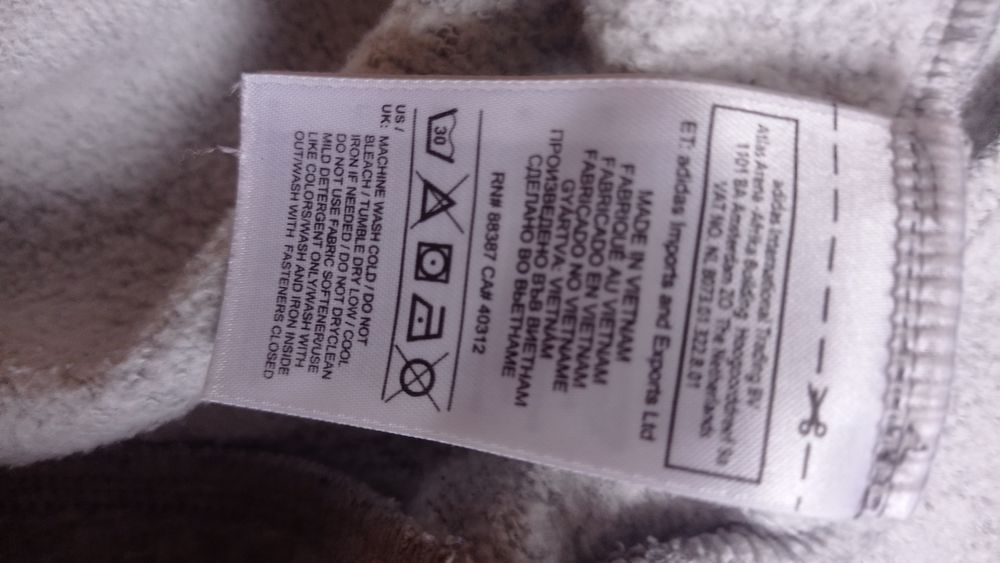 adidas International Trading BV
Atlas Arena -Africa Building, Hoogoorddreef 9a
1101 BA Amsterdam ZO, The Netherlands
VAT NO. NL 8073.03.322.B.01
ET: adidas Imports and Exports Ltd
MADE IN VIETNAM
FABRIQUÉ AU VIETNAM
FABRICADO EN VIETNAM
FABRICADO NO VIETNAM
GYÁRTVA: VIETNAME
ПРОИЗВЕДЕНО ВЪВ ВИЕТНАМ
СДЕЛАНО ВО ВЬЕТНАМЕ
RN# 88387 CA# 40312
30
US /
UK: MACHINE WASH COLD / DO NOT
BLEACH / TUMBLE DRY LOW / COOL
IRON IF NEEDED / DO NOT DRYCLEAN
DO NOT USE FABRIC SOFTENER/USE
MILD DETERGENT ONLY/WASH WITH
LIKE COLORS/WASH AND IRON INSIDE
OUT/WASH WITH FASTENERS CLOSED